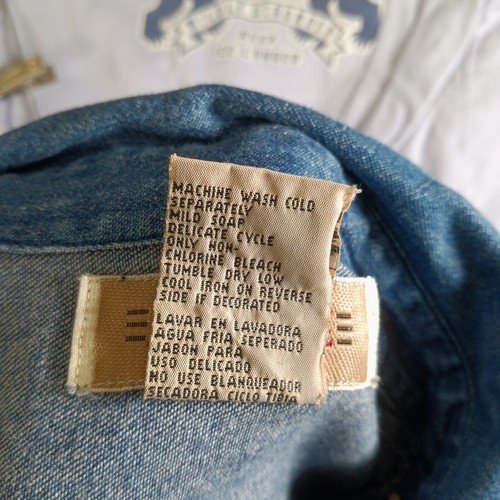 MACHINE WASH COLD
SEPARATELY
MILD SOAP
DELICATE CYCLE
ONLY NON-
CHLORINE BLEACH
TUMBLE DRY LOW
COOL IRON ON REVERSE
SIDE IF DECORATED
LAVAR EN LAVADORA
AGUA FRIA SEPERADO
JABON PARA
USO DELICADO
NO USE BLANQUEADOR
SECADORA CICLO TIBIA